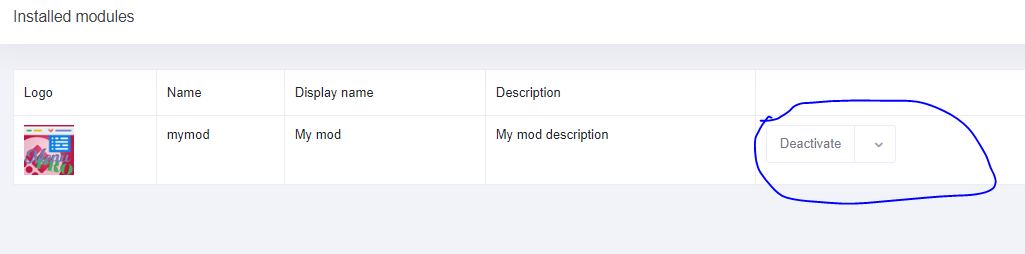 Installed modules
Logo Name Display name Description
mymod My mod My mod description Deactivate